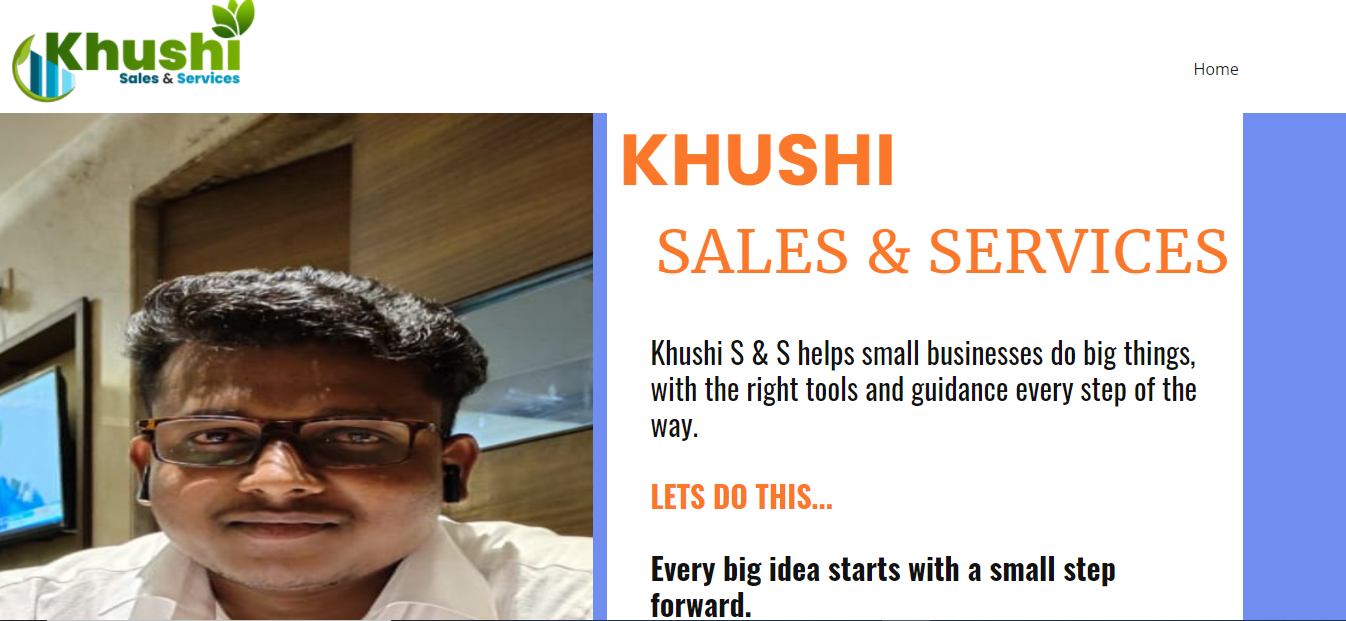 Khushi
Sales & Services
Home
KHUSHI
SALES & SERVICES
Khushi S & S helps small businesses do big things,
with the right tools and guidance every step of the
way.
LETS DO THIS...
Every big idea starts with a small step
forward.